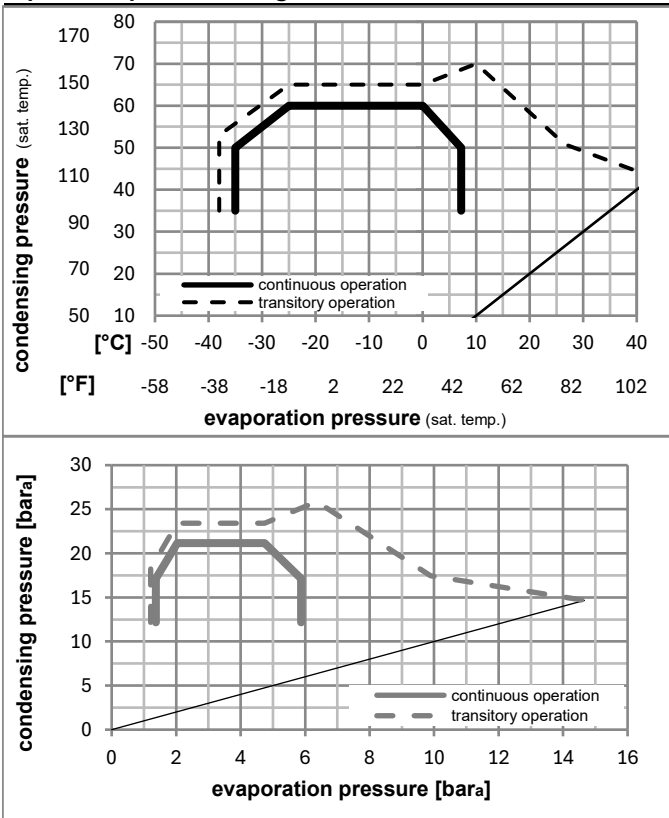 condensing pressure (sat. temp.)
170 80
70
150 60
130 50
110 40
90 30
70 20
50 10
continuous operation
transitory operation
[°C] -50 -40 -30 -20 -10 0 10 20 30 40
[°F] -58 -38 -18 2 22 42 62 82 102
evaporation pressure (sat. temp.)
condensing pressure [bara]
30
25
20
15
10
5
0
continuous operation
transitory operation
0 2 4 6 8 10 12 14 16
evaporation pressure [bara]